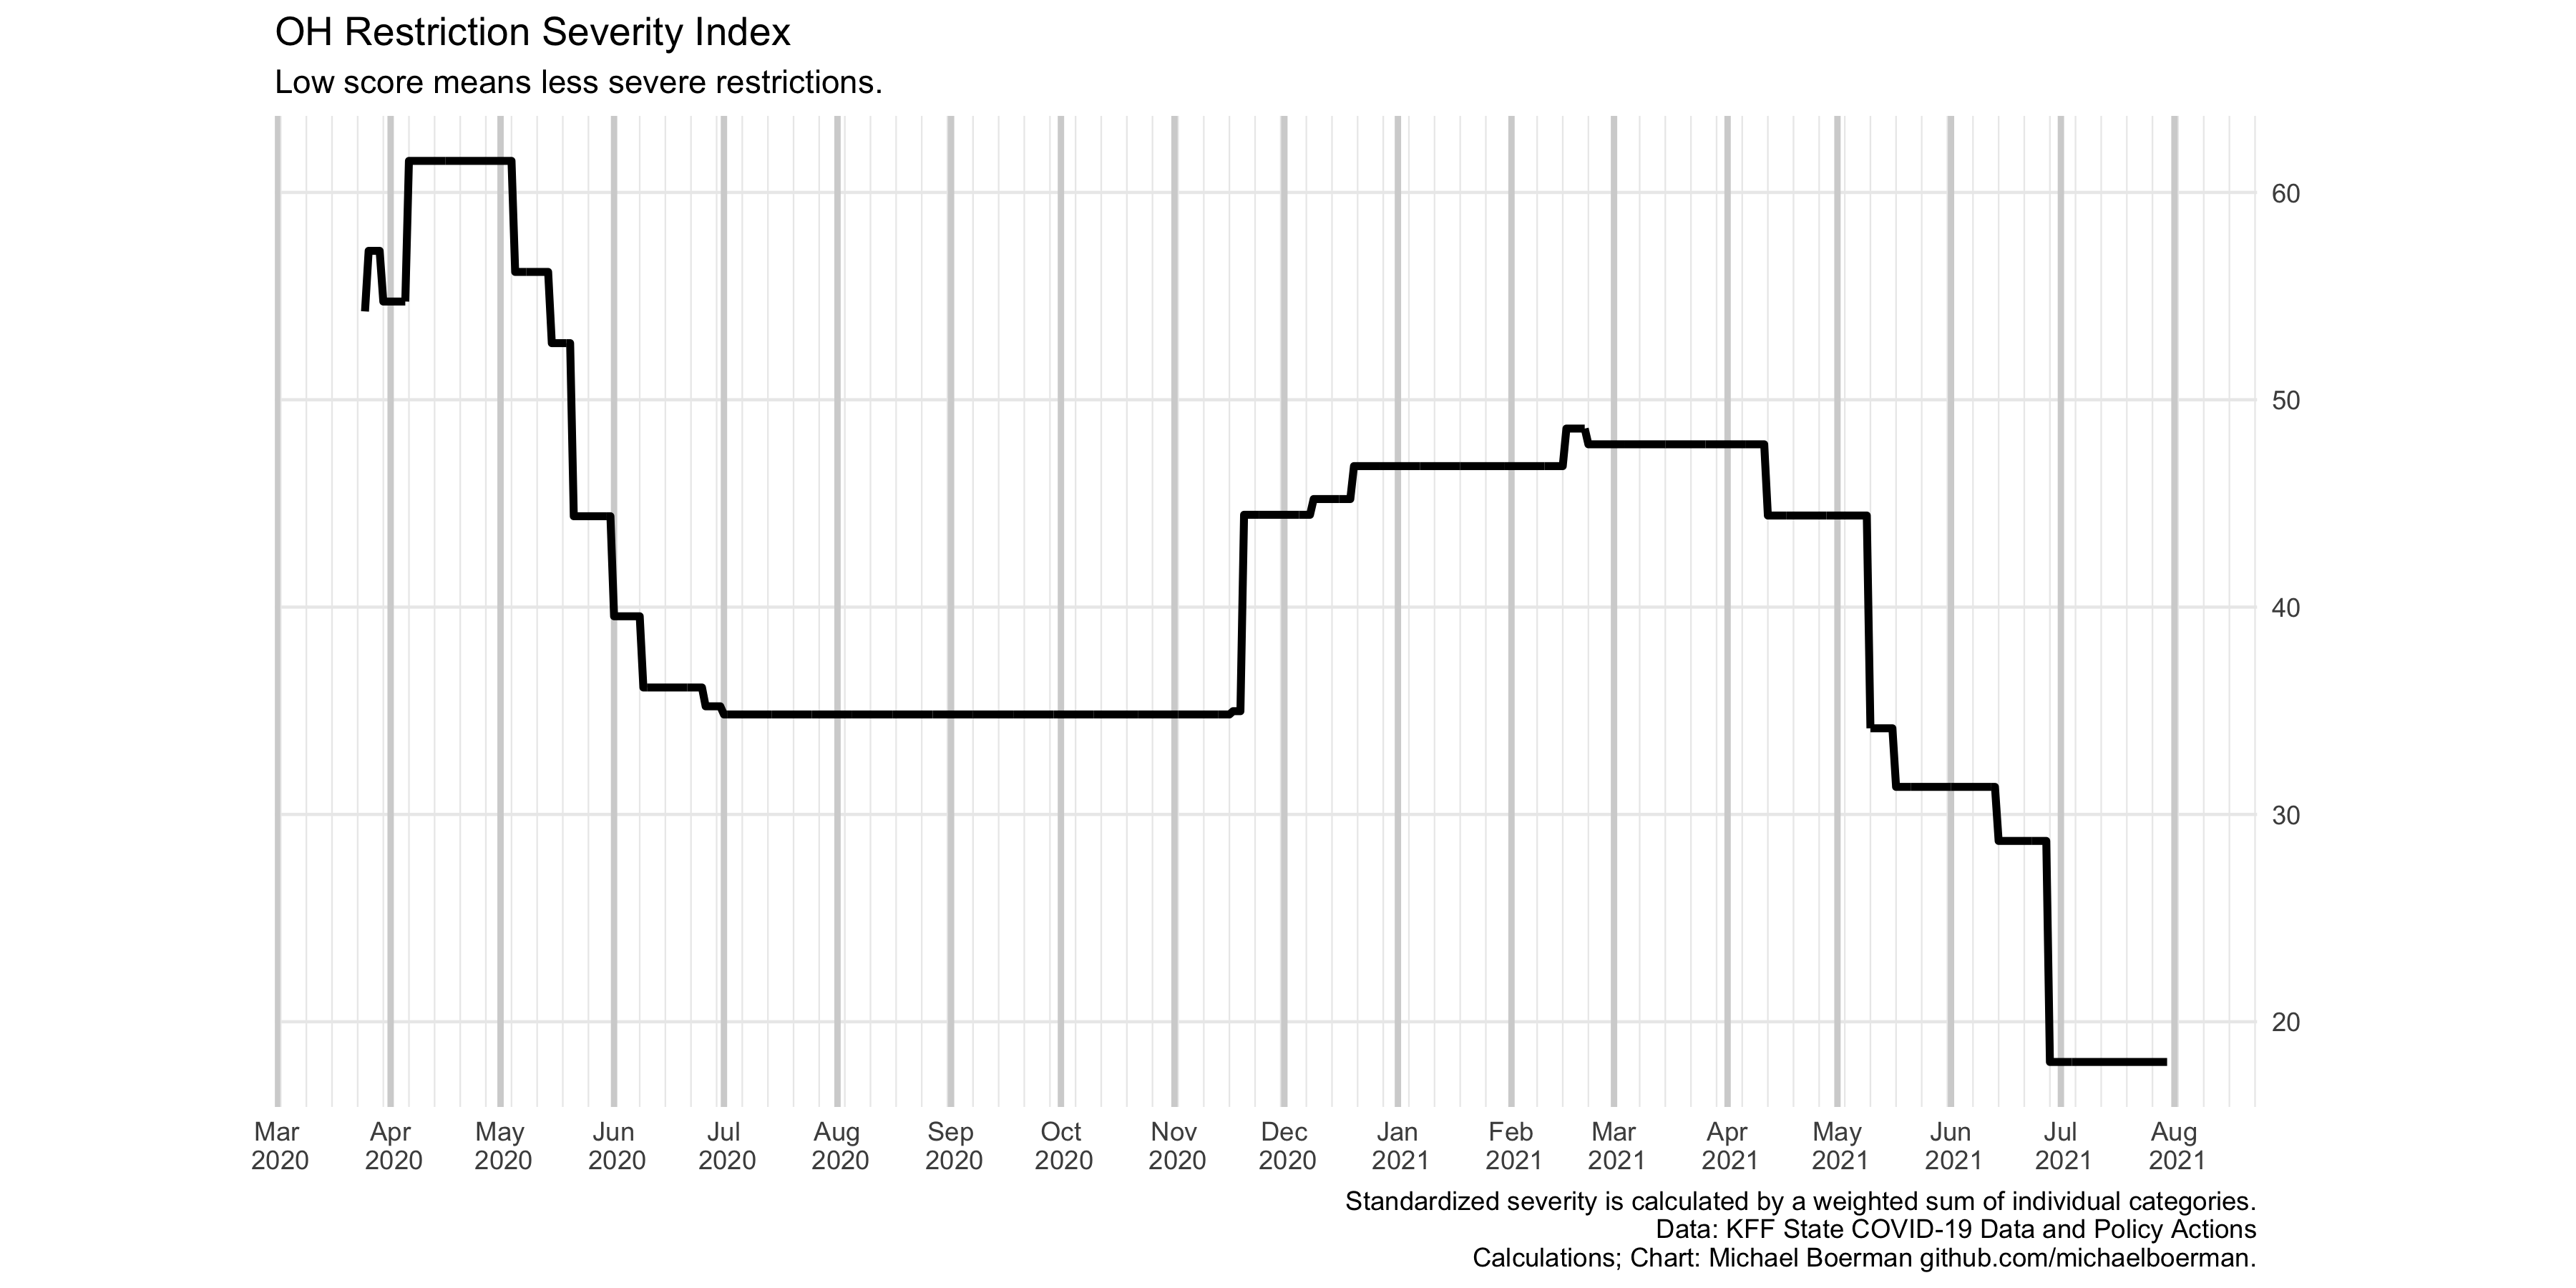 OH Restriction Severity Index
Low score means less severe restrictions.
60
50
40
30
20
Mar Apr May Jun Jul Aug Sep Oct Nov Dec Jan Feb Mar Apr May Jun Jul Aug
2020 2020 2020 2020 2020 2020 2020 2020 2020 2020 2021 2021 2021 2021 2021 2021 2021 2021
Standardized severity is calculated by a weighted sum of individual categories.
Data: KFF State COVID-19 Data and Policy Actions
Calculations; Chart: Michael Boerman github.com/michaelboerman.